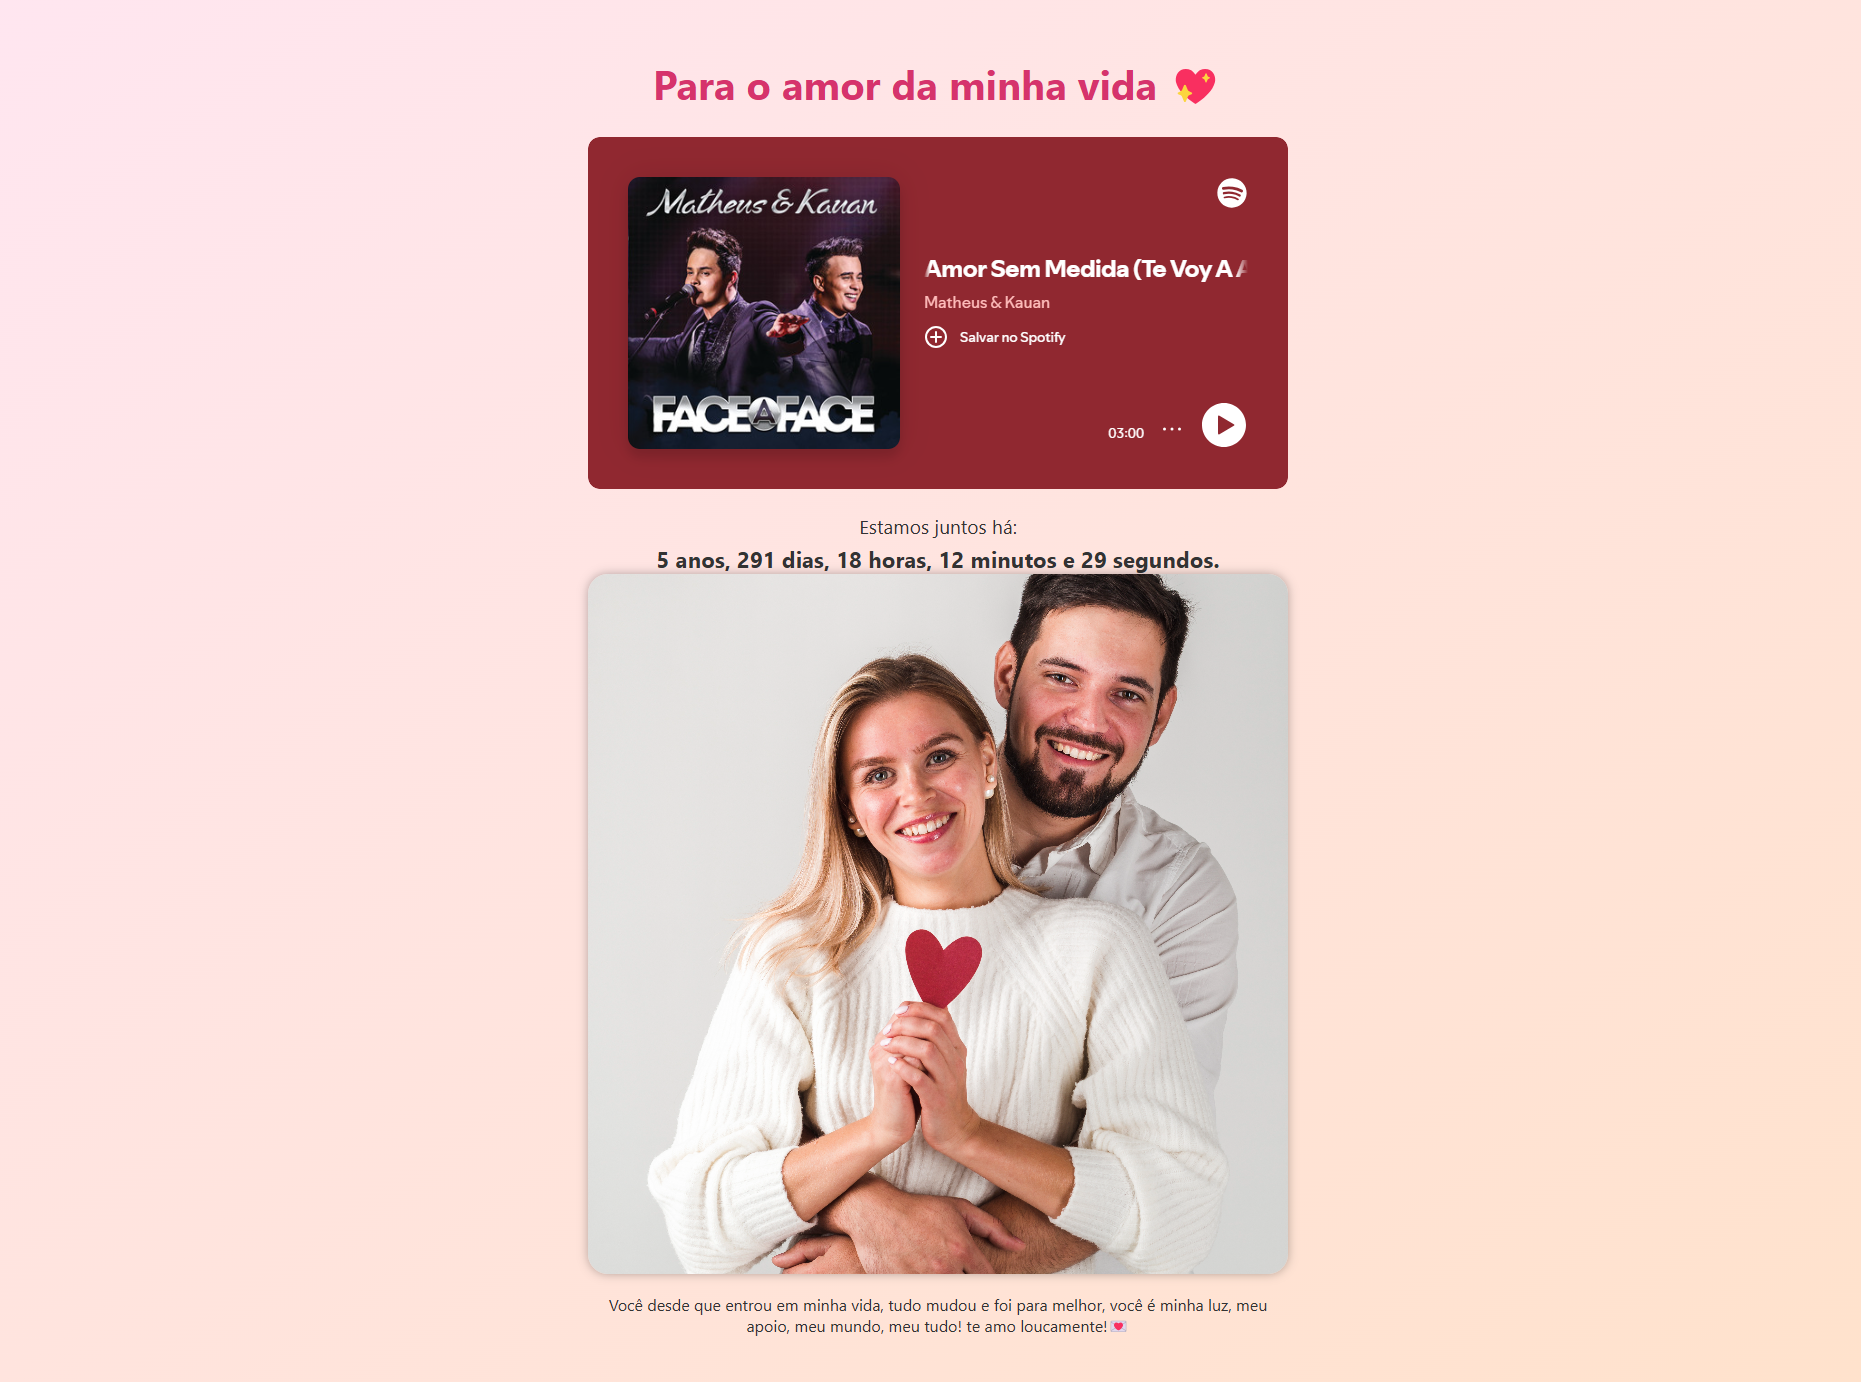 Para o amor da minha vida 💖
Matheus & Kauan
FACE A FACE
Amor Sem Medida (Te Voy A A
Matheus & Kauan
Salvar no Spotify
03:00
Estamos juntos há:
5 anos, 291 dias, 18 horas, 12 minutos e 29 segundos.
Você desde que entrou em minha vida, tudo mudou e foi para melhor, você é minha luz, meu
apoio, meu mundo, meu tudo! te amo loucamente!💌